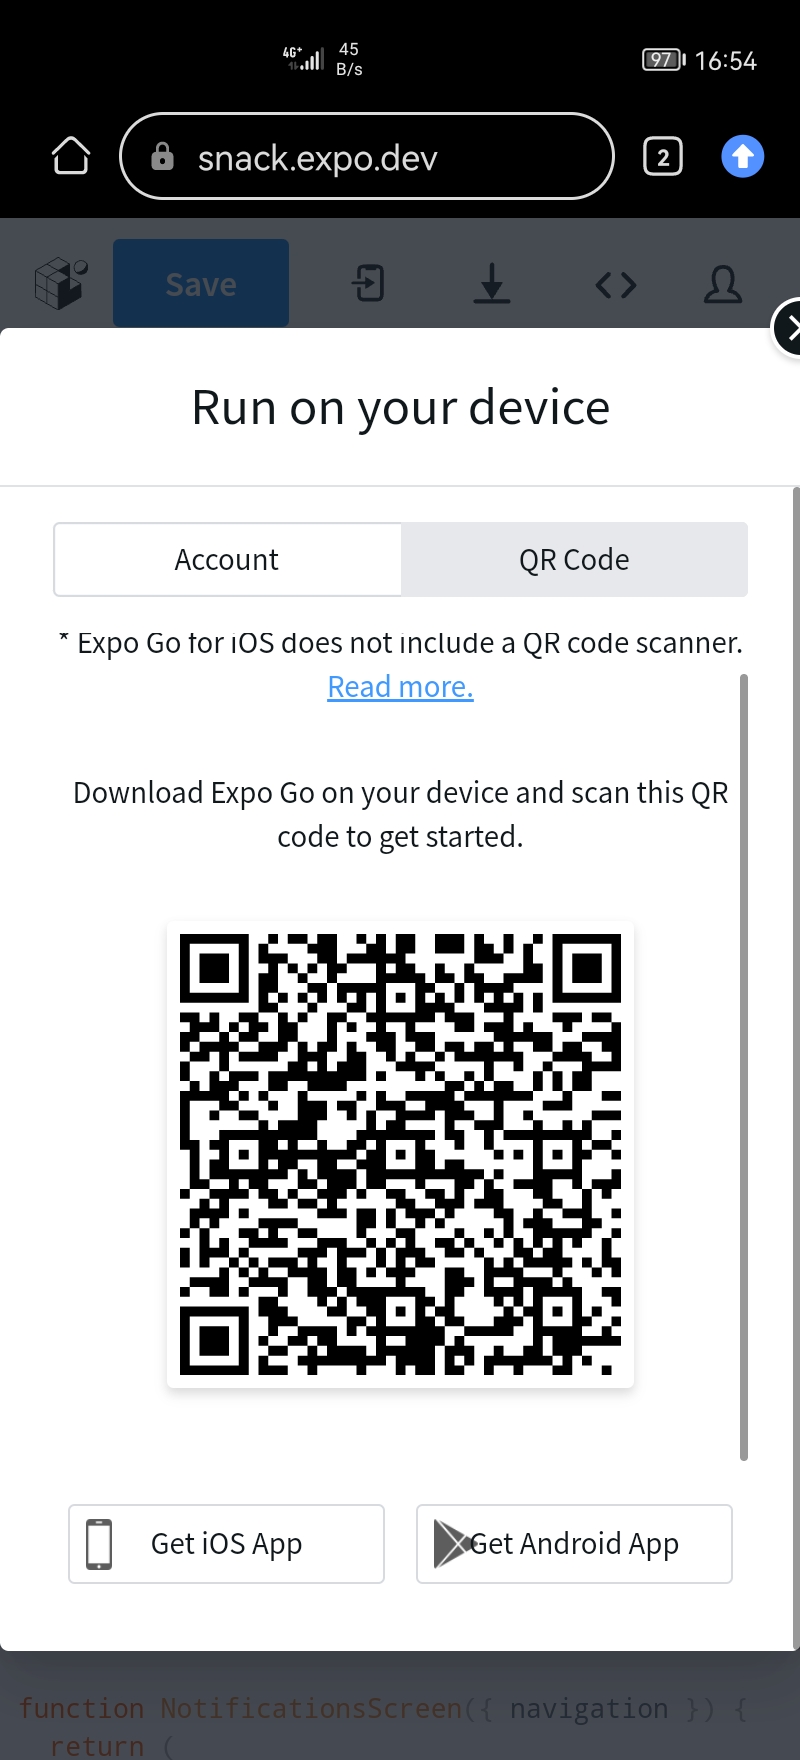 4G+ 45 B/s 97 16:54
snack.expo.dev 2
Save
Run on your device
Account QR Code
* Expo Go for iOS does not include a QR code scanner.
Read more.
Download Expo Go on your device and scan this QR
code to get started.
Get iOS App Get Android App
function NotificationsScreen({ navigation }) {
return (